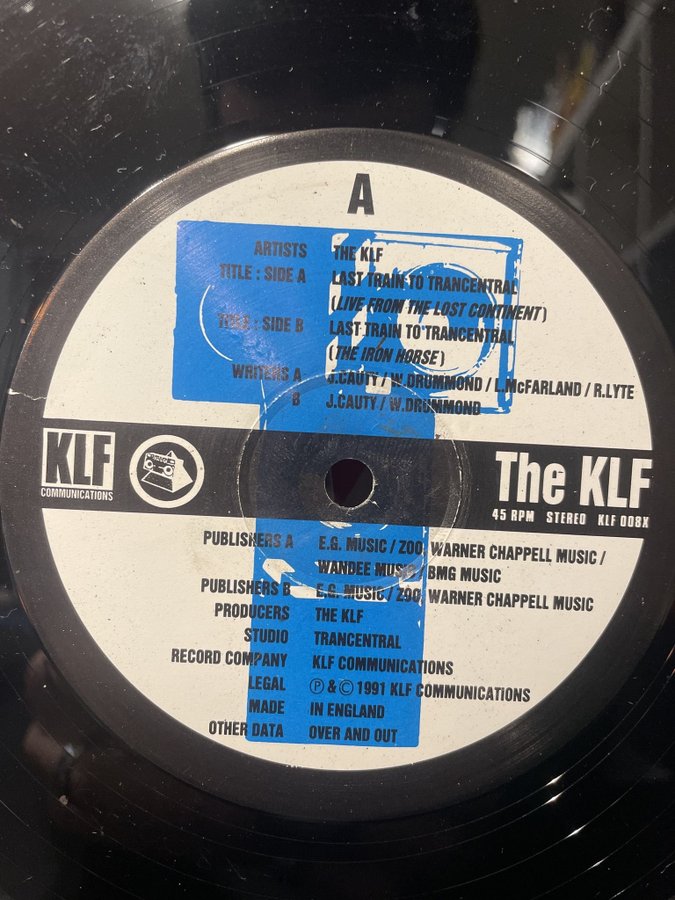 A
ARTISTS THE KLF
TITLE : SIDE A LAST TRAIN TO TRANCENTRAL
(LIVE FROM THE LOST CONTINENT)
TITLE : SIDE B LAST TRAIN TO TRANCENTRAL
(THE IRON HORSE)
WRITERS A J.CAUTY / W.DRUMMOND / L.McFARLAND / R.LYTE
B J.CAUTY / W.DRUMMOND
KLF
COMMUNICATIONS
The KLF
45 RPM STEREO KLF 008X
PUBLISHERS A E.G. MUSIC / ZOO, WARNER CHAPPELL MUSIC /
WANDEE MUSIC / BMG MUSIC
PUBLISHERS B E.G. MUSIC / ZOO, WARNER CHAPPELL MUSIC
PRODUCERS THE KLF
STUDIO TRANCENTRAL
RECORD COMPANY KLF COMMUNICATIONS
LEGAL Ⓟ & © 1991 KLF COMMUNICATIONS
MADE IN ENGLAND
OTHER DATA OVER AND OUT